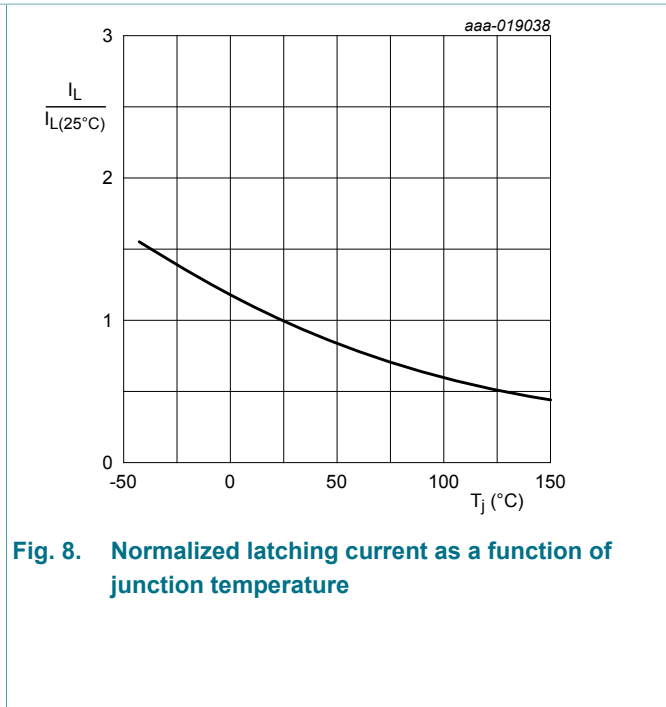 aaa-019038
3
I_L
I_L(25°C)
2
1
0
-50 0 50 100 150
T_j (°C)
Fig. 8. Normalized latching current as a function of
junction temperature